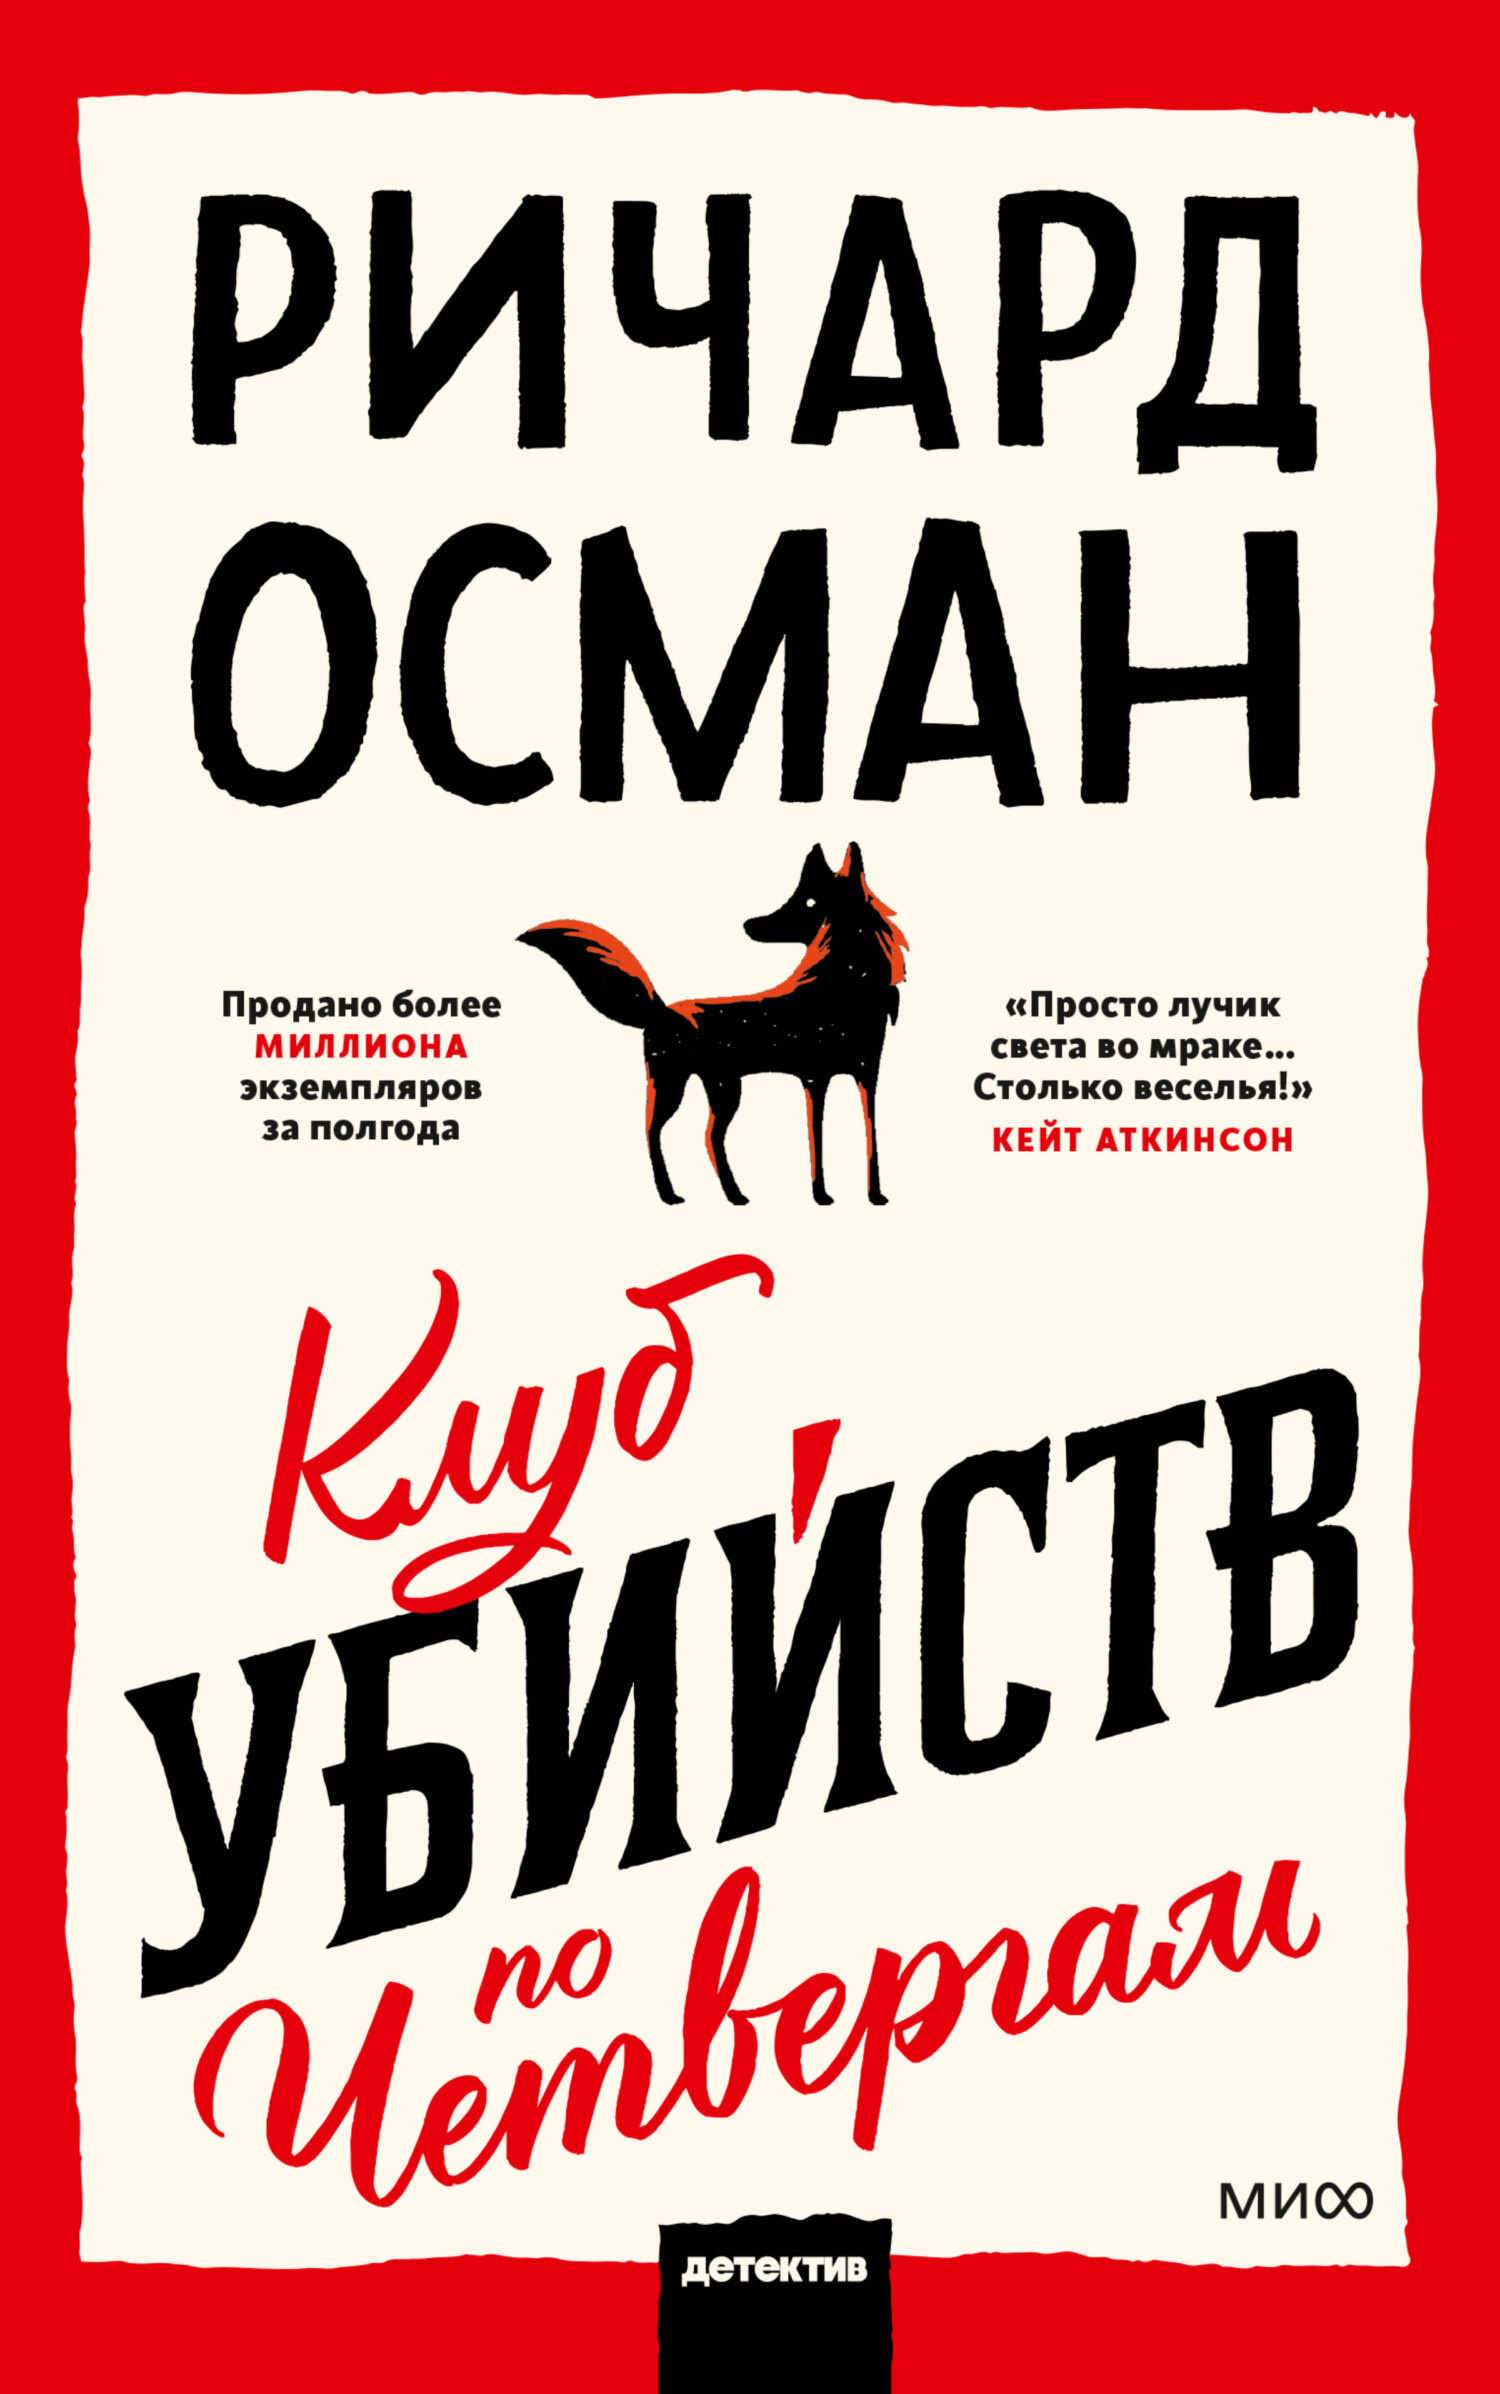 РИЧАРД
ОСМАН
Продано более
МИЛЛИОНА
экземпляров
за полгода
«Просто лучик
света во мраке...
Столько веселья!»
КЕЙТ АТКИНСОН
Клуб
УБИЙСТВ
по
Четвергам
МИФ
детектив